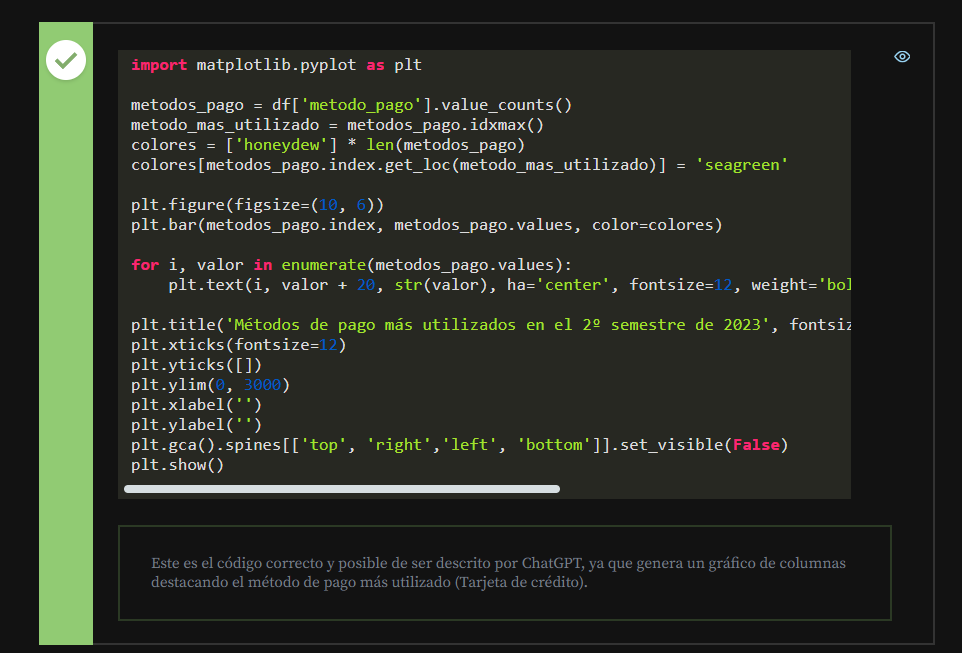 import matplotlib.pyplot as plt
metodos_pago = df['metodo_pago'].value_counts()
metodo_mas_utilizado = metodos_pago.idxmax()
colores = ['honeydew'] * len(metodos_pago)
colores[metodos_pago.index.get_loc(metodo_mas_utilizado)] = 'seagreen'
plt.figure(figsize=(10, 6))
plt.bar(metodos_pago.index, metodos_pago.values, color=colores)
for i, valor in enumerate(metodos_pago.values):
    plt.text(i, valor + 20, str(valor), ha='center', fontsize=12, weight='bol
plt.title('Métodos de pago más utilizados en el 2º semestre de 2023', fontsiz
plt.xticks(fontsize=12)
plt.yticks([])
plt.ylim(0, 3000)
plt.xlabel('')
plt.ylabel('')
plt.gca().spines[['top', 'right','left', 'bottom']].set_visible(False)
plt.show()
Este es el código correcto y posible de ser descrito por ChatGPT, ya que genera un gráfico de columnas
destacando el método de pago más utilizado (Tarjeta de crédito).